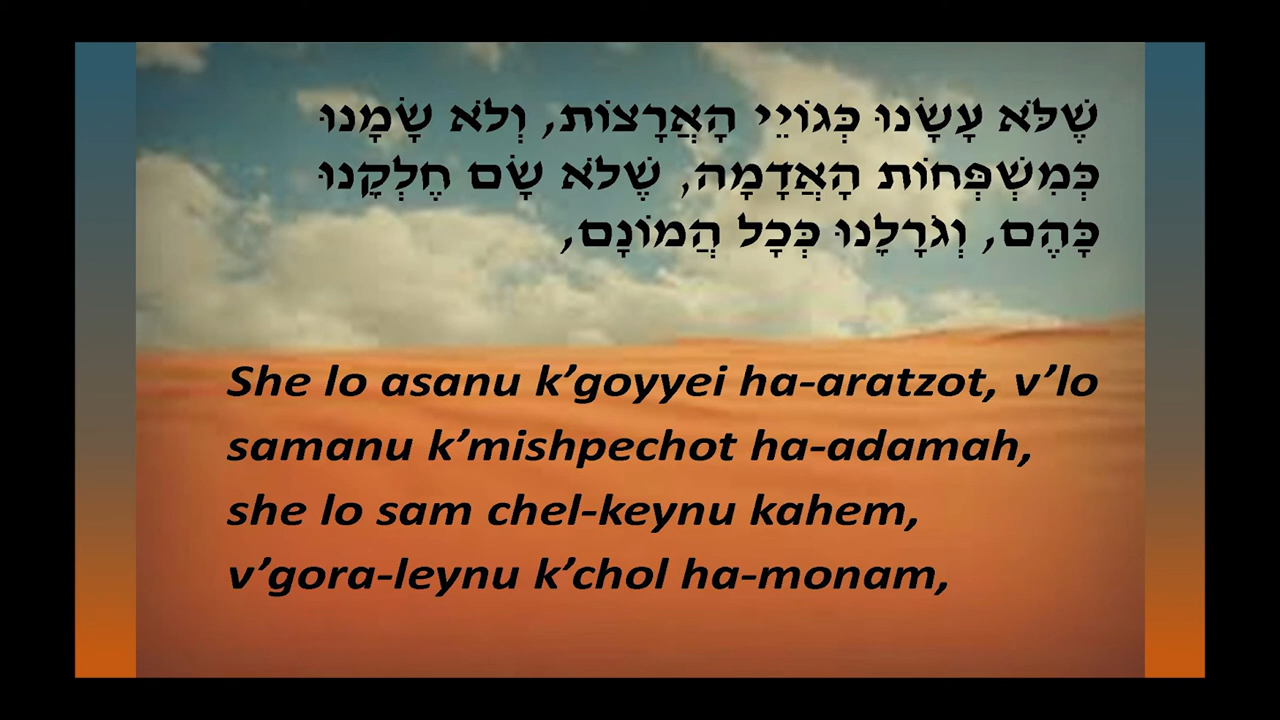 שֶׁלֹּא עָשָׂנוּ כְּגוֹיֵי הָאֲרָצוֹת, וְלֹא שָׂמָנוּ
כְּמִשְׁפְּחוֹת הָאֲדָמָה, שֶׁלֹא שָׂם חֶלְקָנוּ
כָּהֶם, וְגֹרָלָנוּ כְּכָל הֲמוֹנָם,
She lo asanu k’goyyei ha-aratzot, v’lo
samanu k’mishpechot ha-adamah,
she lo sam chel-keynu kahem,
v’gora-leynu k’chol ha-monam,